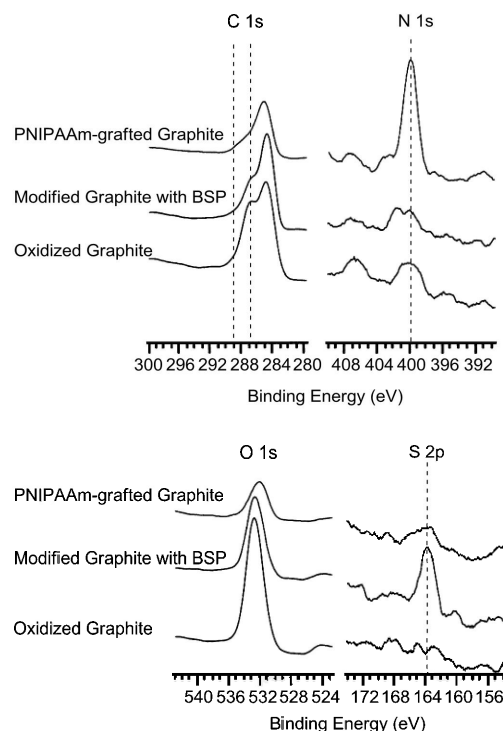 C 1s
N 1s
PNIPAAm-grafted Graphite
Modified Graphite with BSP
Oxidized Graphite
300 296 292 288 284 280
408 404 400 396 392
Binding Energy (eV)
O 1s
S 2p
PNIPAAm-grafted Graphite
Modified Graphite with BSP
Oxidized Graphite
540 536 532 528 524
172 168 164 160 156
Binding Energy (eV)